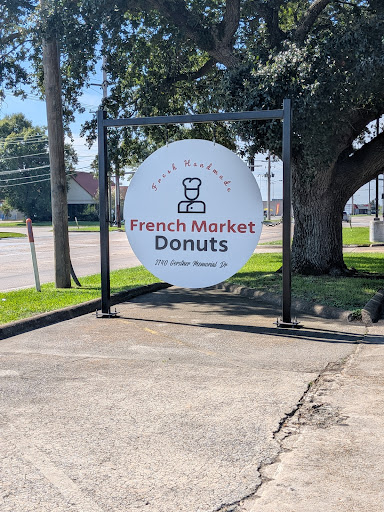 Fresh Handmade
French Market
Donuts
2740 Gerstner Memorial Dr